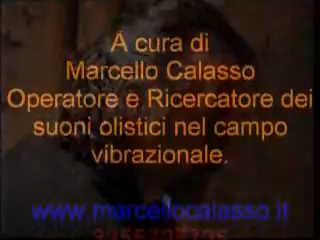 A cura di
Marcello Calasso
Operatore e Ricercatore dei
suoni olistici nel campo
vibrazionale.
www.marcellocalasso.it